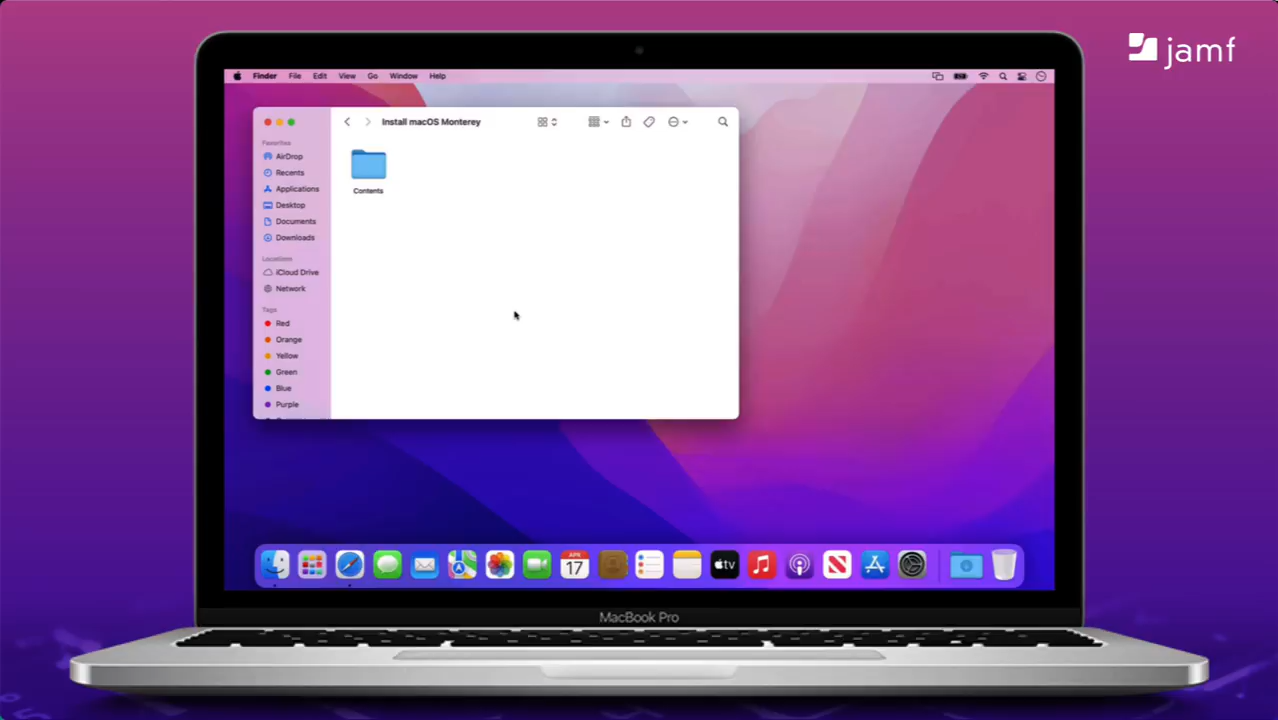 jamf
Finder File Edit View Go Window Help
Install macOS Monterey
Favorites
AirDrop
Recents
Applications
Desktop
Documents
Downloads
Locations
iCloud Drive
Network
Tags
Red
Orange
Yellow
Green
Blue
Purple
Contents
APR
17
tv
MacBook Pro